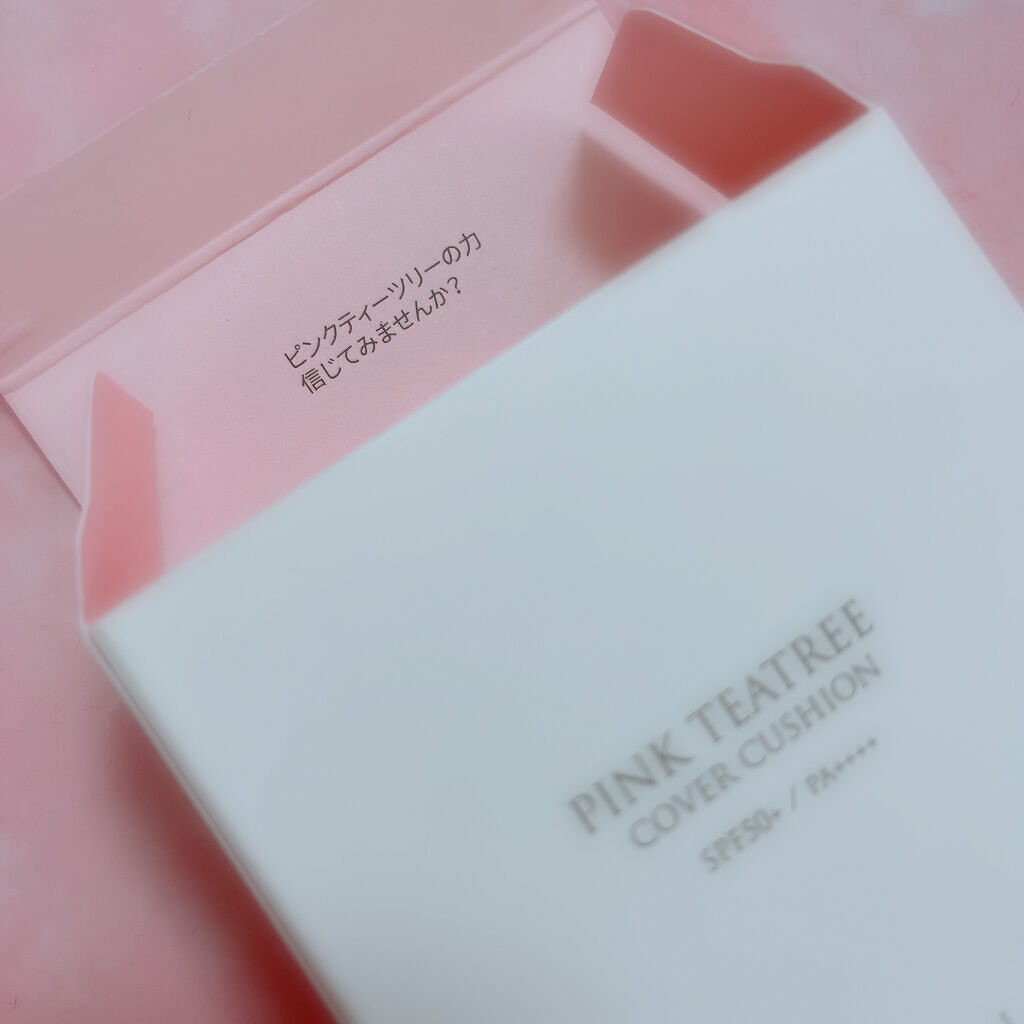 ピンクティーツリーの力
信じてみませんか?
PINK TEATREE
COVER CUSHION
SPF50+ / PA++++